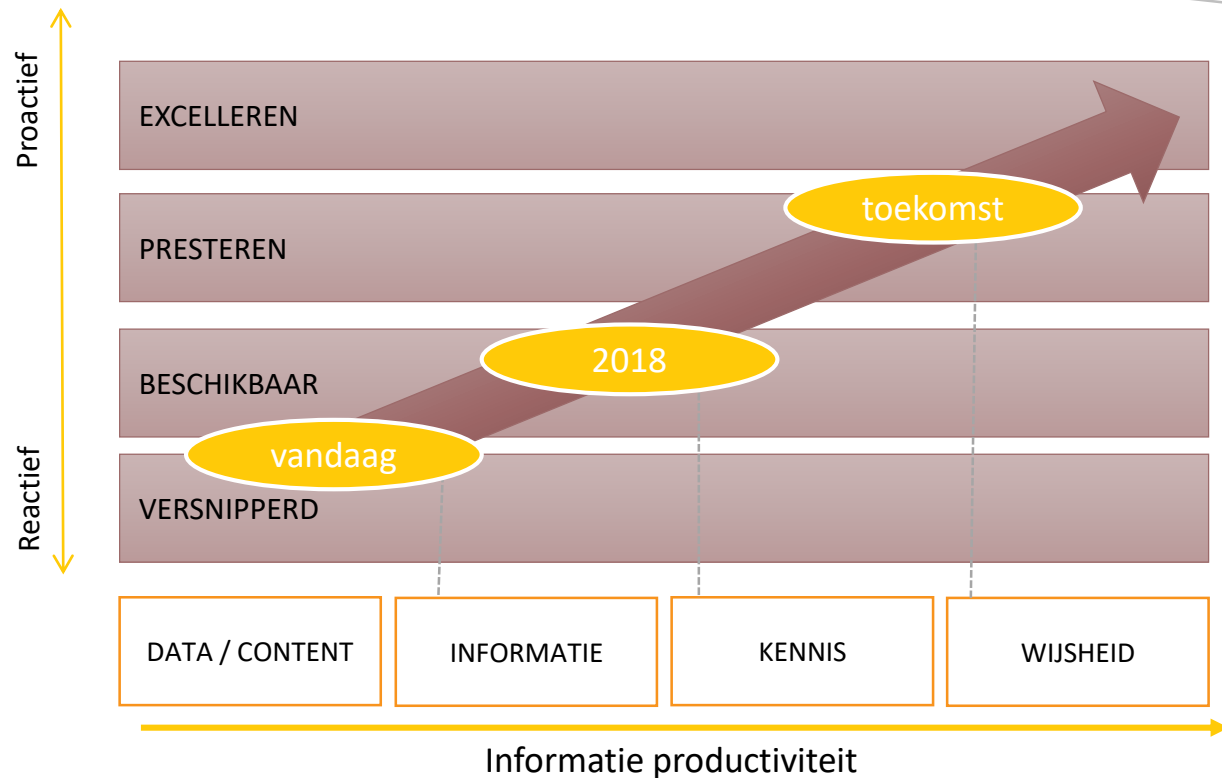 Proactief
EXCELLEREN
toekomst
PRESTEREN
2018
BESCHIKBAAR
vandaag
Reactief
VERSNIPPERD
DATA / CONTENT
INFORMATIE
KENNIS
WIJSHEID
Informatie productiviteit